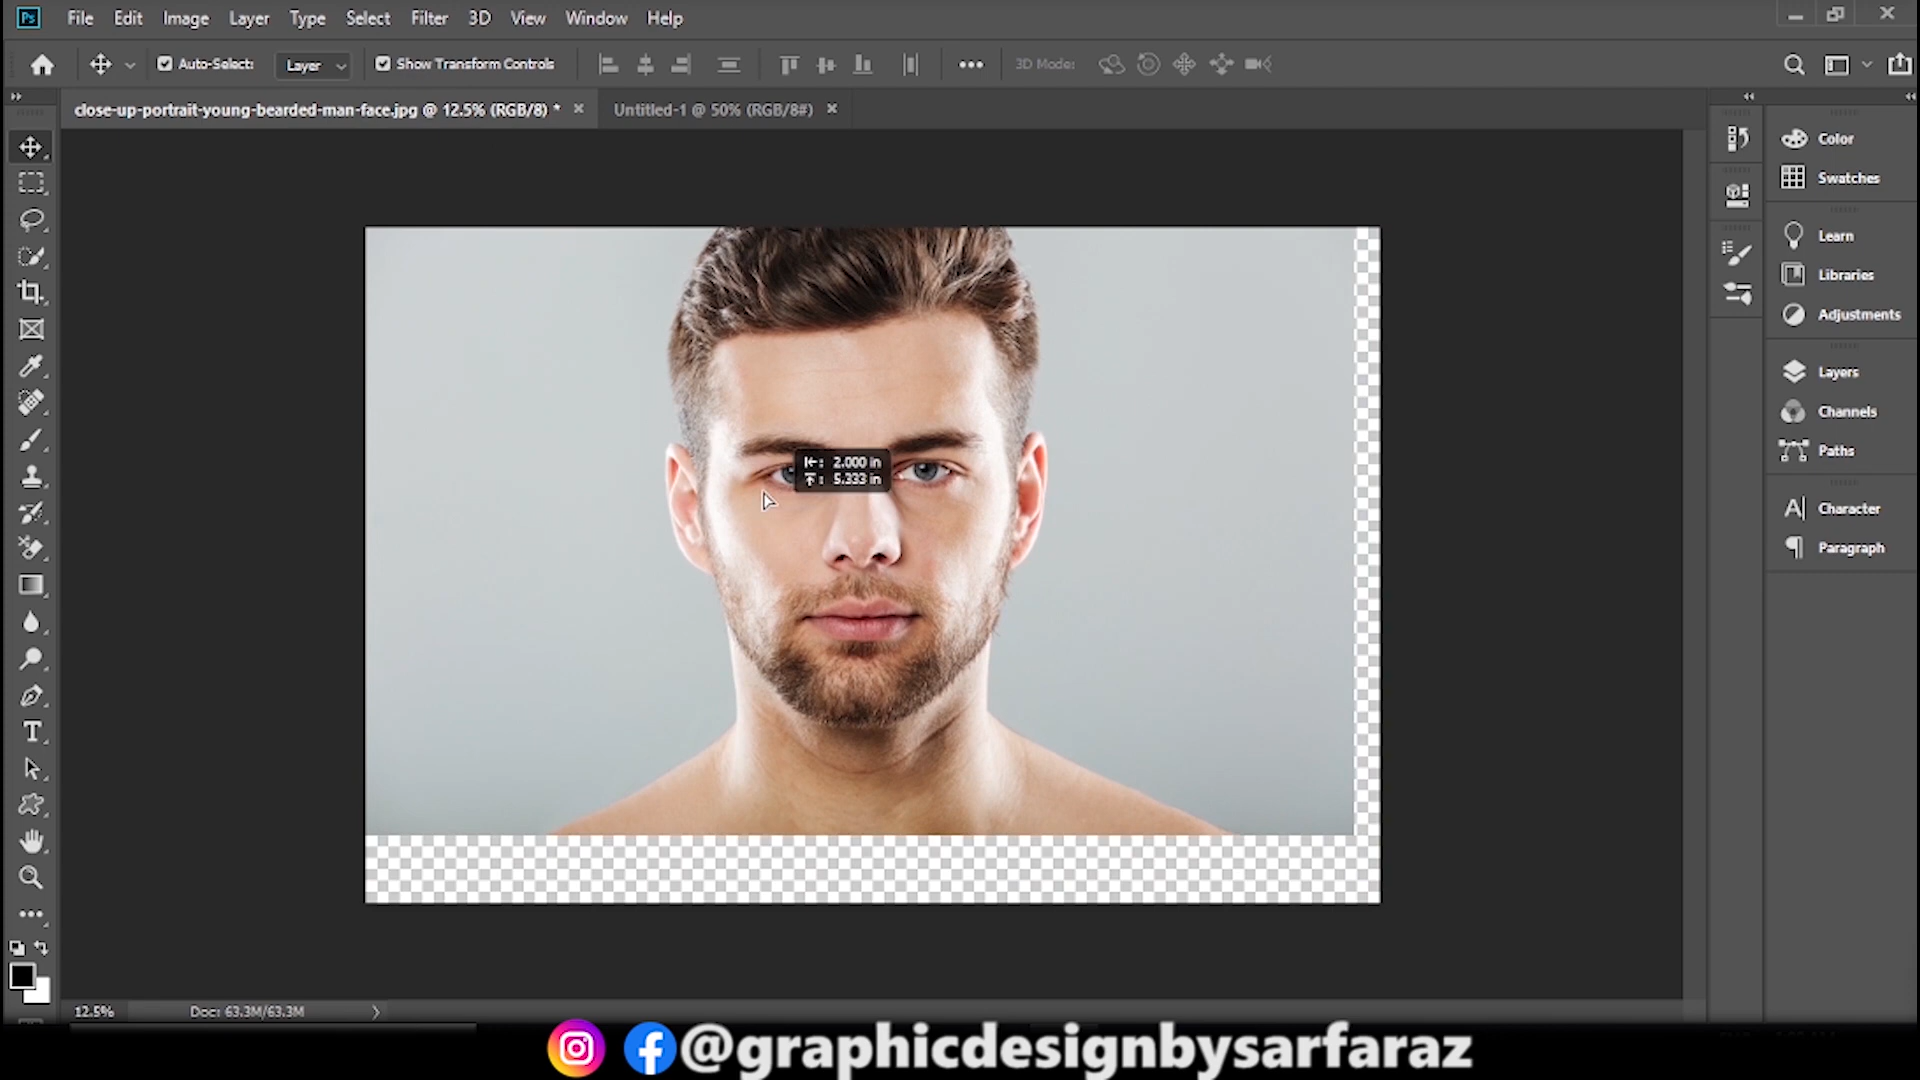 Ps File Edit Image Layer Type Select Filter 3D View Window Help
Auto-Select: Layer Show Transform Controls 3D Mode:
close-up-portrait-young-bearded-man-face.jpg @ 12.5% (RGB/8) * × Untitled-1 @ 50% (RGB/8#) ×
Color
Swatches
Learn
Libraries
Adjustments
Layers
Channels
Paths
Character
Paragraph
2.000 in
5.333 in
12.5% Doc: 63.3M/63.3M
@graphicdesignbysarfaraz